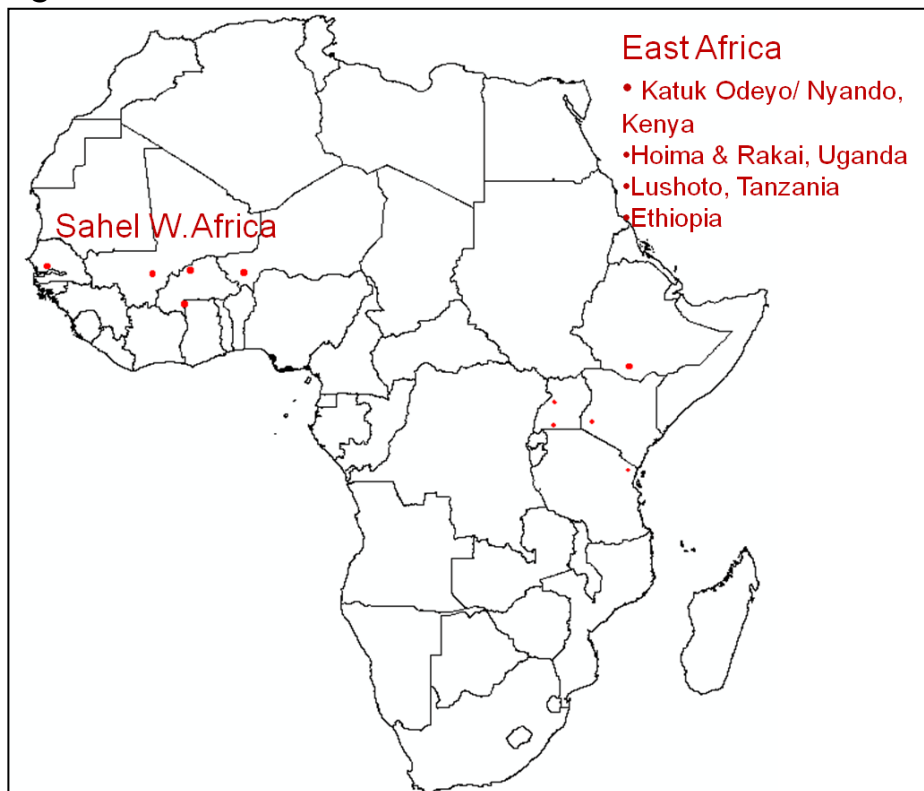 East Africa
• Katuk Odeyo/ Nyando,
Kenya
•Hoima & Rakai, Uganda
•Lushoto, Tanzania
•Ethiopia
Sahel W.Africa